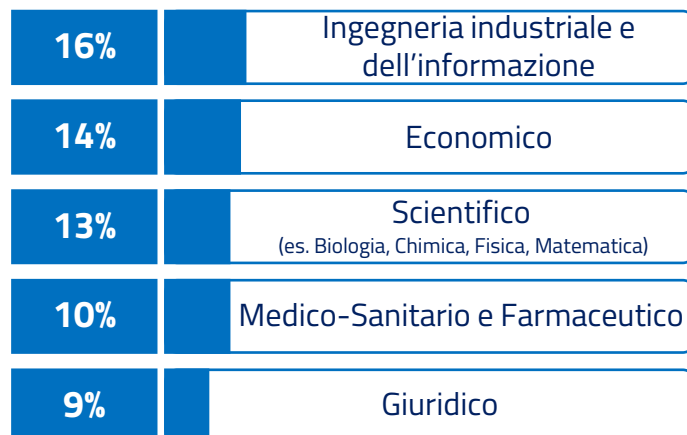 16%
Ingegneria industriale e
dell’informazione
14%
Economico
13%
Scientifico
(es. Biologia, Chimica, Fisica, Matematica)
10%
Medico-Sanitario e Farmaceutico
9%
Giuridico